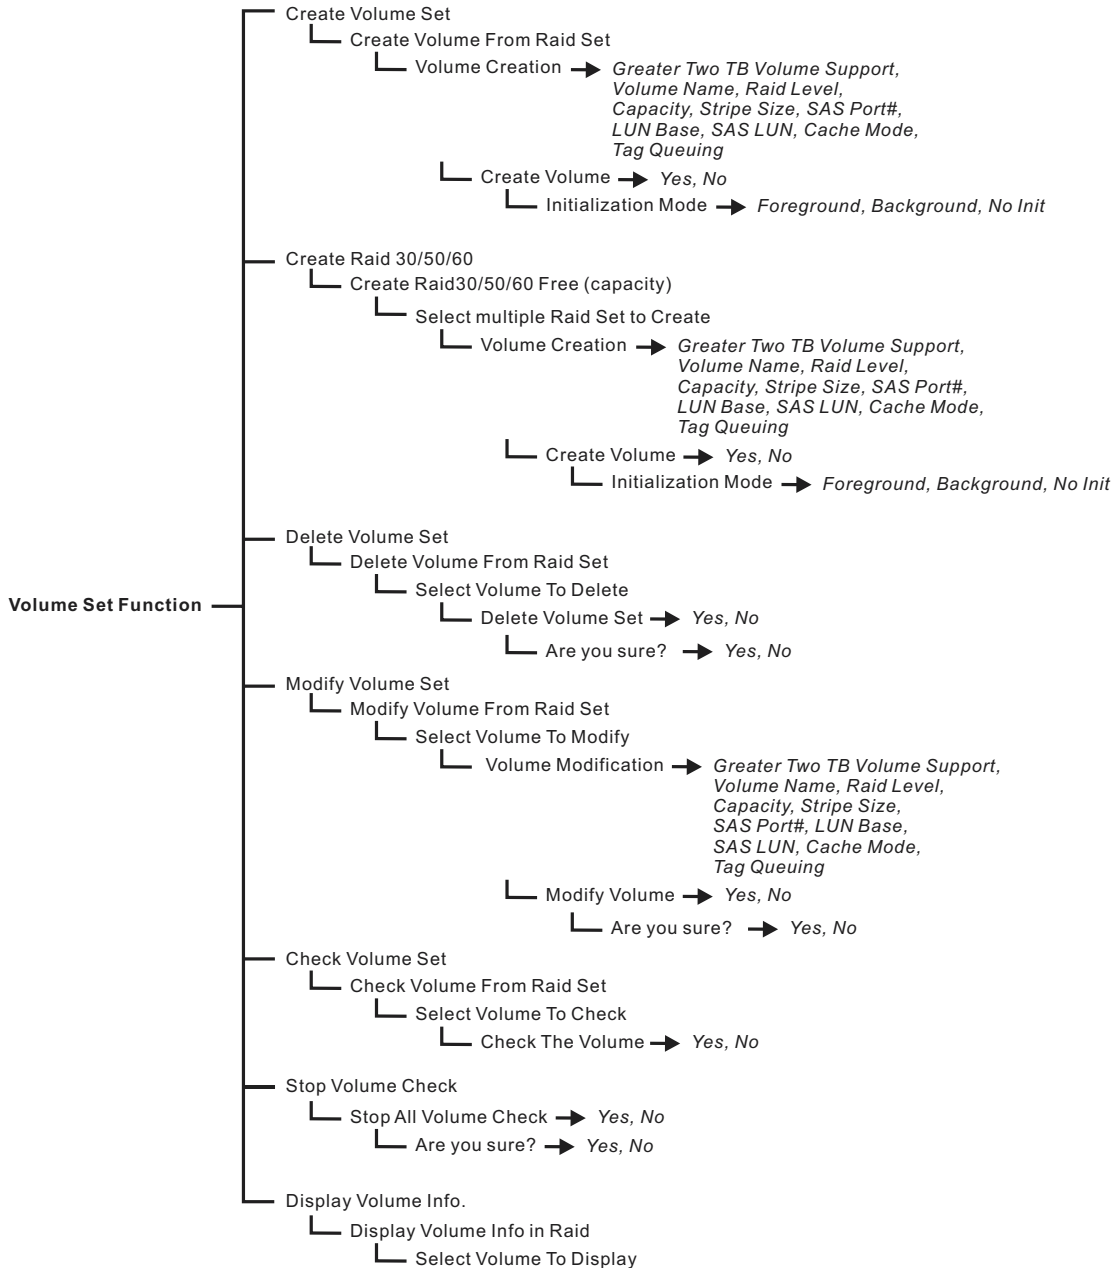 Create Volume Set
Create Volume From Raid Set
Volume Creation
Greater Two TB Volume Support,
Volume Name, Raid Level,
Capacity, Stripe Size, SAS Port#,
LUN Base, SAS LUN, Cache Mode,
Tag Queuing
Create Volume
Yes, No
Initialization Mode
Foreground, Background, No Init
Create Raid 30/50/60
Create Raid30/50/60 Free (capacity)
Select multiple Raid Set to Create
Volume Creation
Greater Two TB Volume Support,
Volume Name, Raid Level,
Capacity, Stripe Size, SAS Port#,
LUN Base, SAS LUN, Cache Mode,
Tag Queuing
Create Volume
Yes, No
Initialization Mode
Foreground, Background, No Init
Delete Volume Set
Delete Volume From Raid Set
Select Volume To Delete
Volume Set Function
Delete Volume Set
Yes, No
Are you sure?
Yes, No
Modify Volume Set
Modify Volume From Raid Set
Select Volume To Modify
Volume Modification
Greater Two TB Volume Support,
Volume Name, Raid Level,
Capacity, Stripe Size,
SAS Port#, LUN Base,
SAS LUN, Cache Mode,
Tag Queuing
Modify Volume
Yes, No
Are you sure?
Yes, No
Check Volume Set
Check Volume From Raid Set
Select Volume To Check
Check The Volume
Yes, No
Stop Volume Check
Stop All Volume Check
Yes, No
Are you sure?
Yes, No
Display Volume Info.
Display Volume Info in Raid
Select Volume To Display